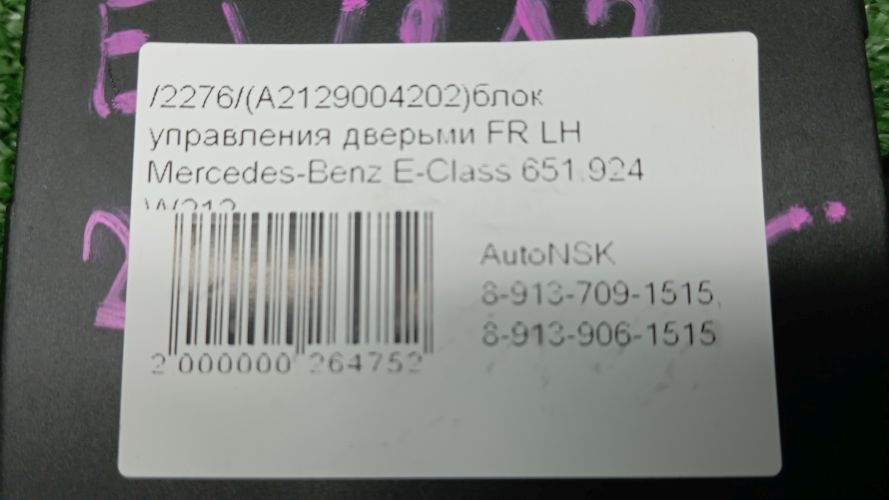 /2276/(A2129004202)блок
управления дверьми FR LH
Mercedes-Benz E-Class 651.924
W212
AutoNSK
8-913-709-1515,
8-913-906-1515
2 000000 264752